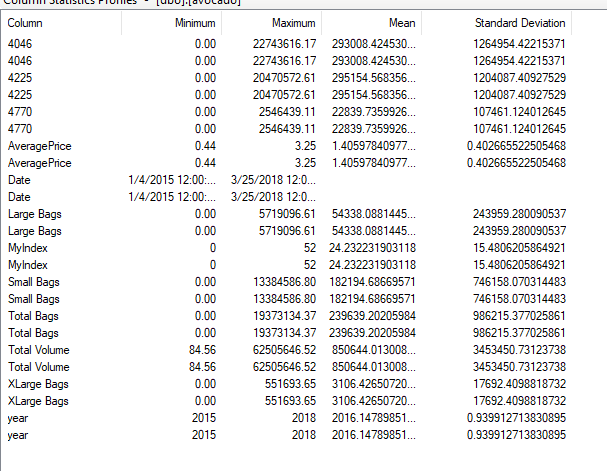 Column Statistics Profiles - [dbo].[avocado]
Column Minimum Maximum Mean Standard Deviation
4046 0.00 22743616.17 293008.424530... 1264954.42215371
4046 0.00 22743616.17 293008.424530... 1264954.42215371
4225 0.00 20470572.61 295154.568356... 1204087.40927529
4225 0.00 20470572.61 295154.568356... 1204087.40927529
4770 0.00 2546439.11 22839.7359926... 107461.124012645
4770 0.00 2546439.11 22839.7359926... 107461.124012645
AveragePrice 0.44 3.25 1.40597840977... 0.402665522505468
AveragePrice 0.44 3.25 1.40597840977... 0.402665522505468
Date 1/4/2015 12:00:... 3/25/2018 12:0...
Date 1/4/2015 12:00:... 3/25/2018 12:0...
Large Bags 0.00 5719096.61 54338.0881445... 243959.280090537
Large Bags 0.00 5719096.61 54338.0881445... 243959.280090537
MyIndex 0 52 24.232231903118 15.4806205864921
MyIndex 0 52 24.232231903118 15.4806205864921
Small Bags 0.00 13384586.80 182194.68669571 746158.070314483
Small Bags 0.00 13384586.80 182194.68669571 746158.070314483
Total Bags 0.00 19373134.37 239639.20205984 986215.377025861
Total Bags 0.00 19373134.37 239639.20205984 986215.377025861
Total Volume 84.56 62505646.52 850644.013008... 3453450.73123738
Total Volume 84.56 62505646.52 850644.013008... 3453450.73123738
XLarge Bags 0.00 551693.65 3106.42650720... 17692.4098818732
XLarge Bags 0.00 551693.65 3106.42650720... 17692.4098818732
year 2015 2018 2016.14789851... 0.939912713830895
year 2015 2018 2016.14789851... 0.939912713830895